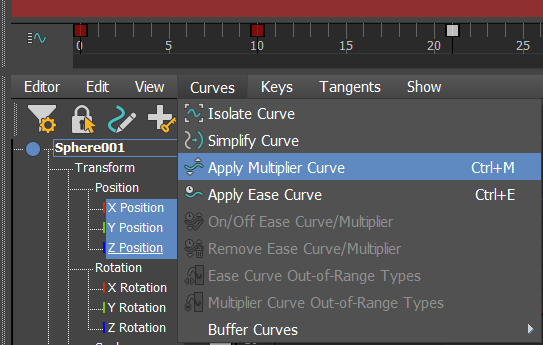 0 5 10 15 20 25
Editor Edit View Curves Keys Tangents Show
Isolate Curve
Simplify Curve
Apply Multiplier Curve Ctrl+M
Apply Ease Curve Ctrl+E
On/Off Ease Curve/Multiplier
Remove Ease Curve/Multiplier
Ease Curve Out-of-Range Types
Multiplier Curve Out-of-Range Types
Buffer Curves
Sphere001
Transform
Position
X Position
Y Position
Z Position
Rotation
X Rotation
Y Rotation
Z Rotation